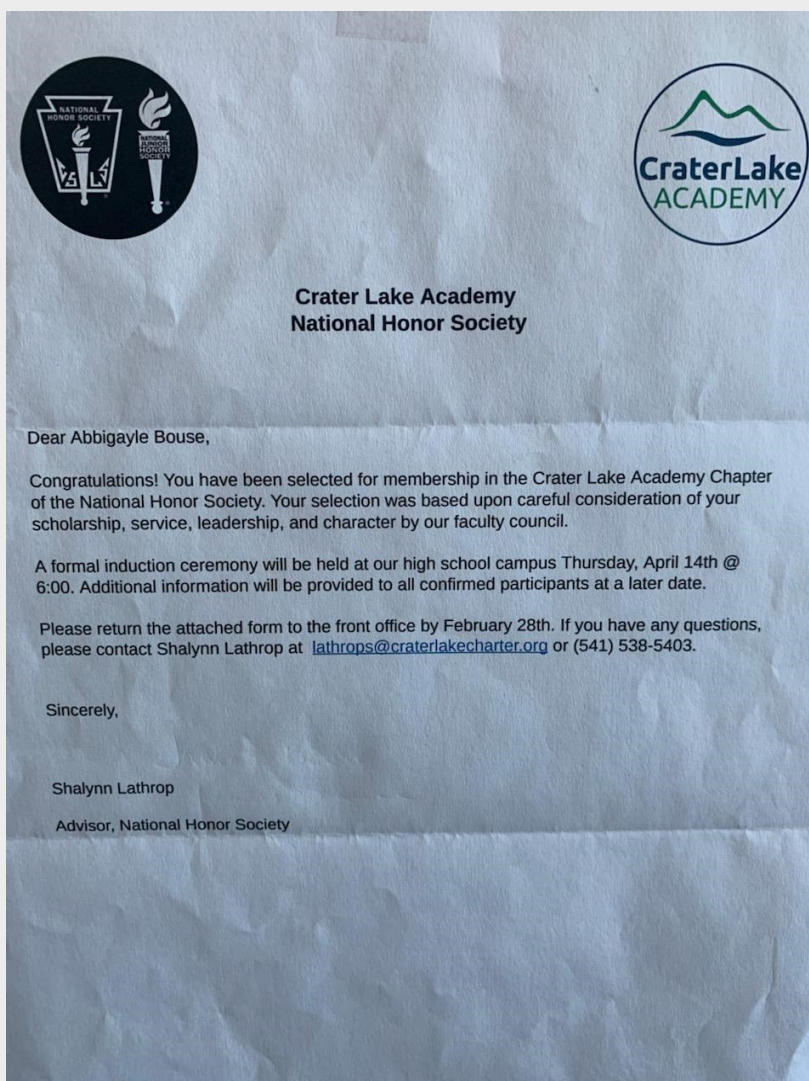 NATIONAL
HONOR SOCIETY
NATIONAL
JUNIOR
HONOR
SOCIETY
CraterLake
ACADEMY
Crater Lake Academy
National Honor Society
Dear Abbigayle Bouse,
Congratulations! You have been selected for membership in the Crater Lake Academy Chapter
of the National Honor Society. Your selection was based upon careful consideration of your
scholarship, service, leadership, and character by our faculty council.
A formal induction ceremony will be held at our high school campus Thursday, April 14th @
6:00. Additional information will be provided to all confirmed participants at a later date.
Please return the attached form to the front office by February 28th. If you have any questions,
please contact Shalynn Lathrop at lathrops@craterlakecharter.org or (541) 538-5403.
Sincerely,
Shalynn Lathrop
Advisor, National Honor Society